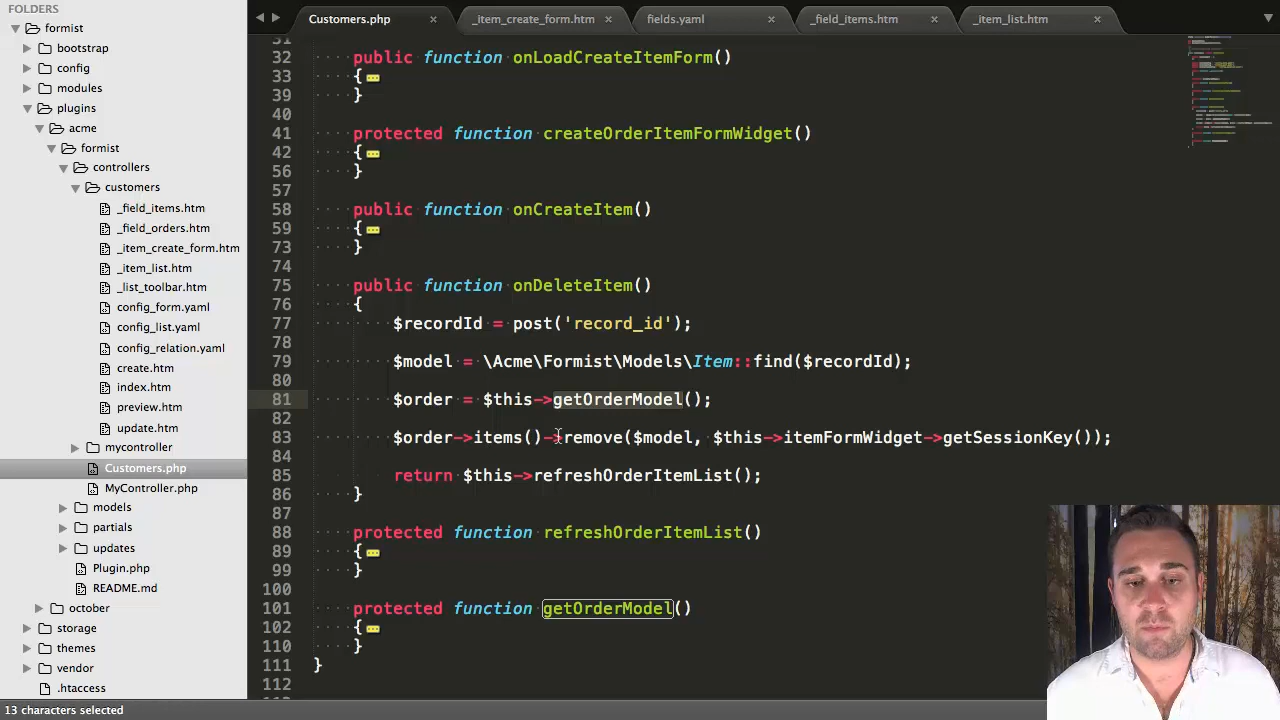 FOLDERS
formist
bootstrap
config
modules
plugins
acme
formist
controllers
customers
_field_items.htm
_field_orders.htm
_item_create_form.htm
_item_list.htm
_list_toolbar.htm
config_form.yaml
config_list.yaml
config_relation.yaml
create.htm
index.htm
preview.htm
update.htm
mycontroller
Customers.php
MyController.php
models
partials
updates
Plugin.php
README.md
october
storage
themes
vendor
.htaccess
Customers.php × _item_create_form.htm × fields.yaml × _field_items.htm × _item_list.htm ×
31
32 public function onLoadCreateItemForm()
33 {
39 }
40
41 protected function createOrderItemFormWidget()
42 {
56 }
57
58 public function onCreateItem()
59 {
73 }
74
75 public function onDeleteItem()
76 {
77 $recordId = post('record_id');
78
79 $model = \Acme\Formist\Models\Item::find($recordId);
80
81 $order = $this->getOrderModel();
82
83 $order->items()->remove($model, $this->itemFormWidget->getSessionKey());
84
85 return $this->refreshOrderItemList();
86 }
87
88 protected function refreshOrderItemList()
89 {
99 }
100
101 protected function getOrderModel()
102 {
110 }
111 }
112
13 characters selected